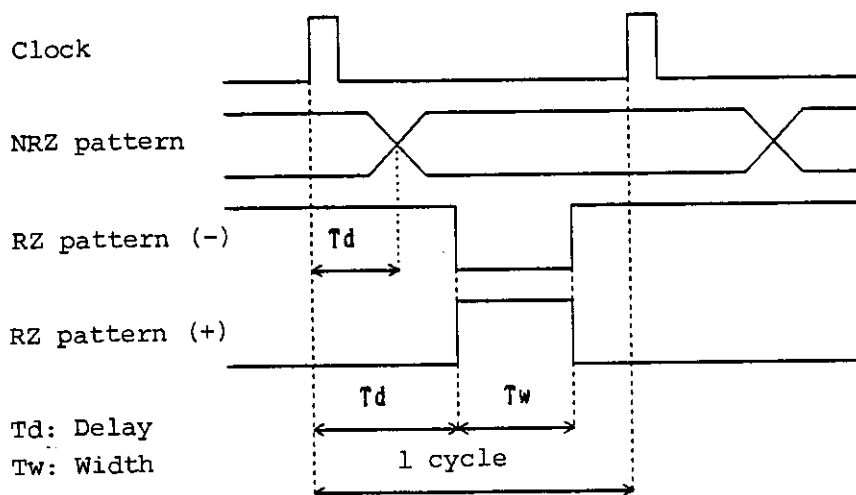 Clock
NRZ pattern
RZ pattern (-)
Td
RZ pattern (+)
Td
Tw
Td: Delay
Tw: Width
1 cycle